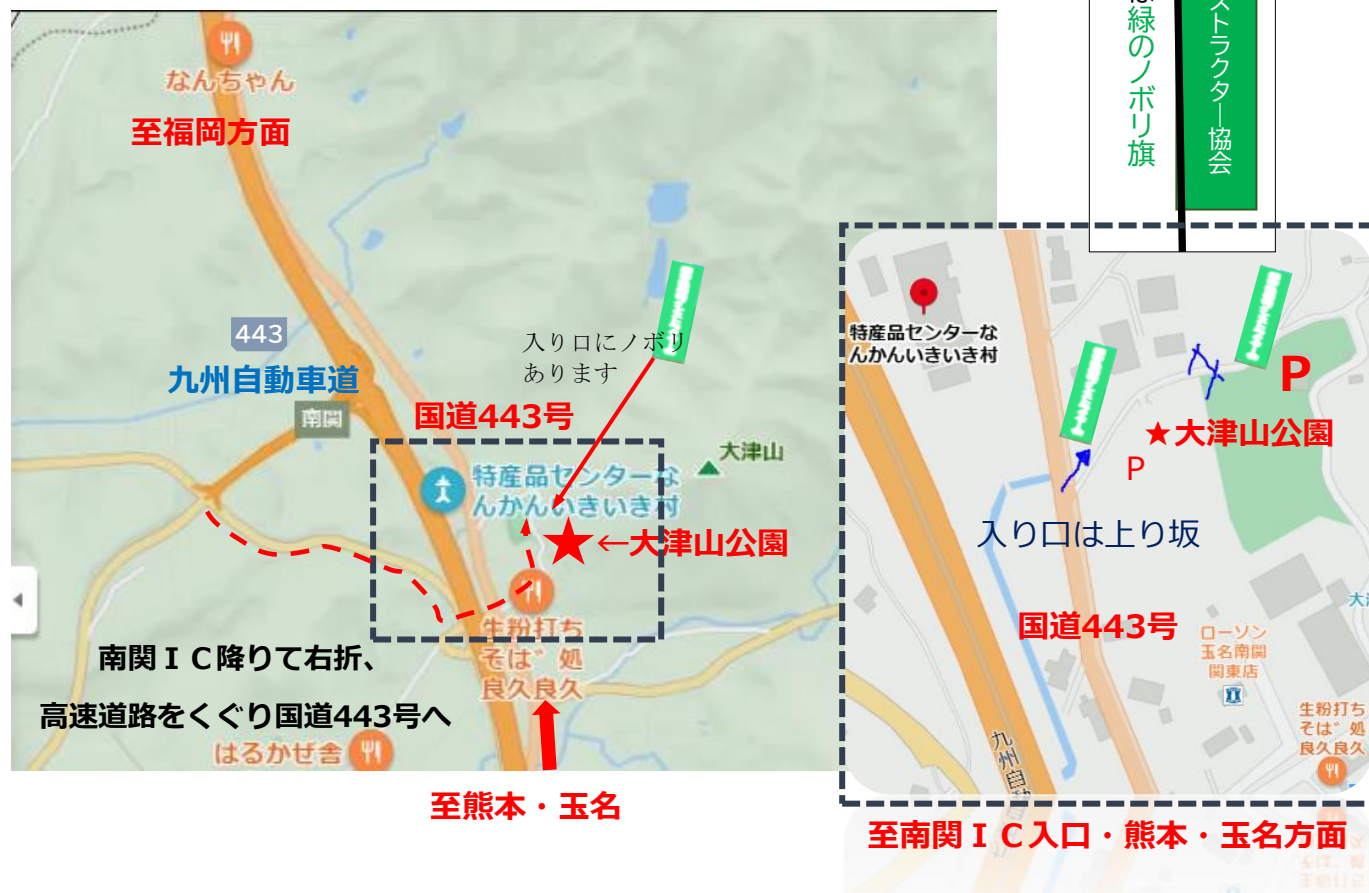 なんちゃん
至福岡方面
443
九州自動車道
南関
入り口にノボリ
あります
国道443号
大津山
特産品センターな
んかんいきいき村
←大津山公園
生粉打ち
そば゛処
良久良久
南関ＩＣ降りて右折、
高速道路をくぐり国道443号へ
はるかぜ舎
至熊本・玉名
緑のノボリ旗
ストラクター協会
特産品センターな
んかんいきいき村
P
★大津山公園
P
入り口は上り坂
国道443号
ローソン
玉名南関
関東店
生粉打ち
そば゛処
良久良久
九州自動
至南関ＩＣ入口・熊本・玉名方面